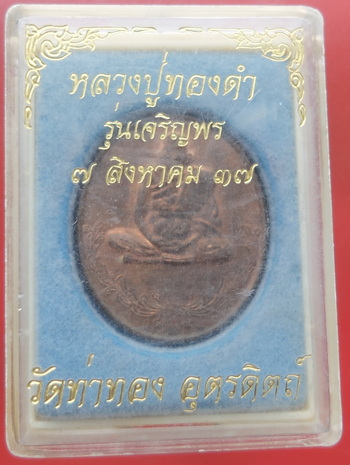 หลวงปู่ทองดำ
รุ่นเจริญพร
๗ สิงหาคม ๓๗
วัดท่าทอง อุตรดิตถ์